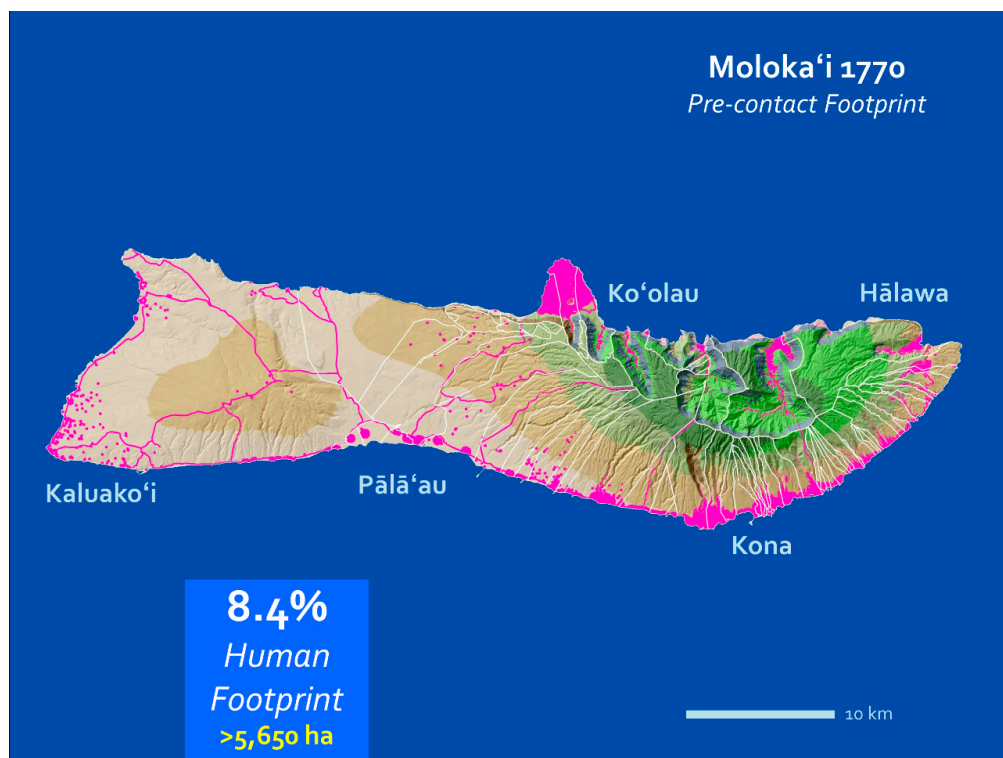 Molokaʻi 1770
Pre-contact Footprint
Koʻolau
Hālawa
Kaluakoʻi
Pālāʻau
Kona
8.4%
Human
Footprint
>5,650 ha
10 km